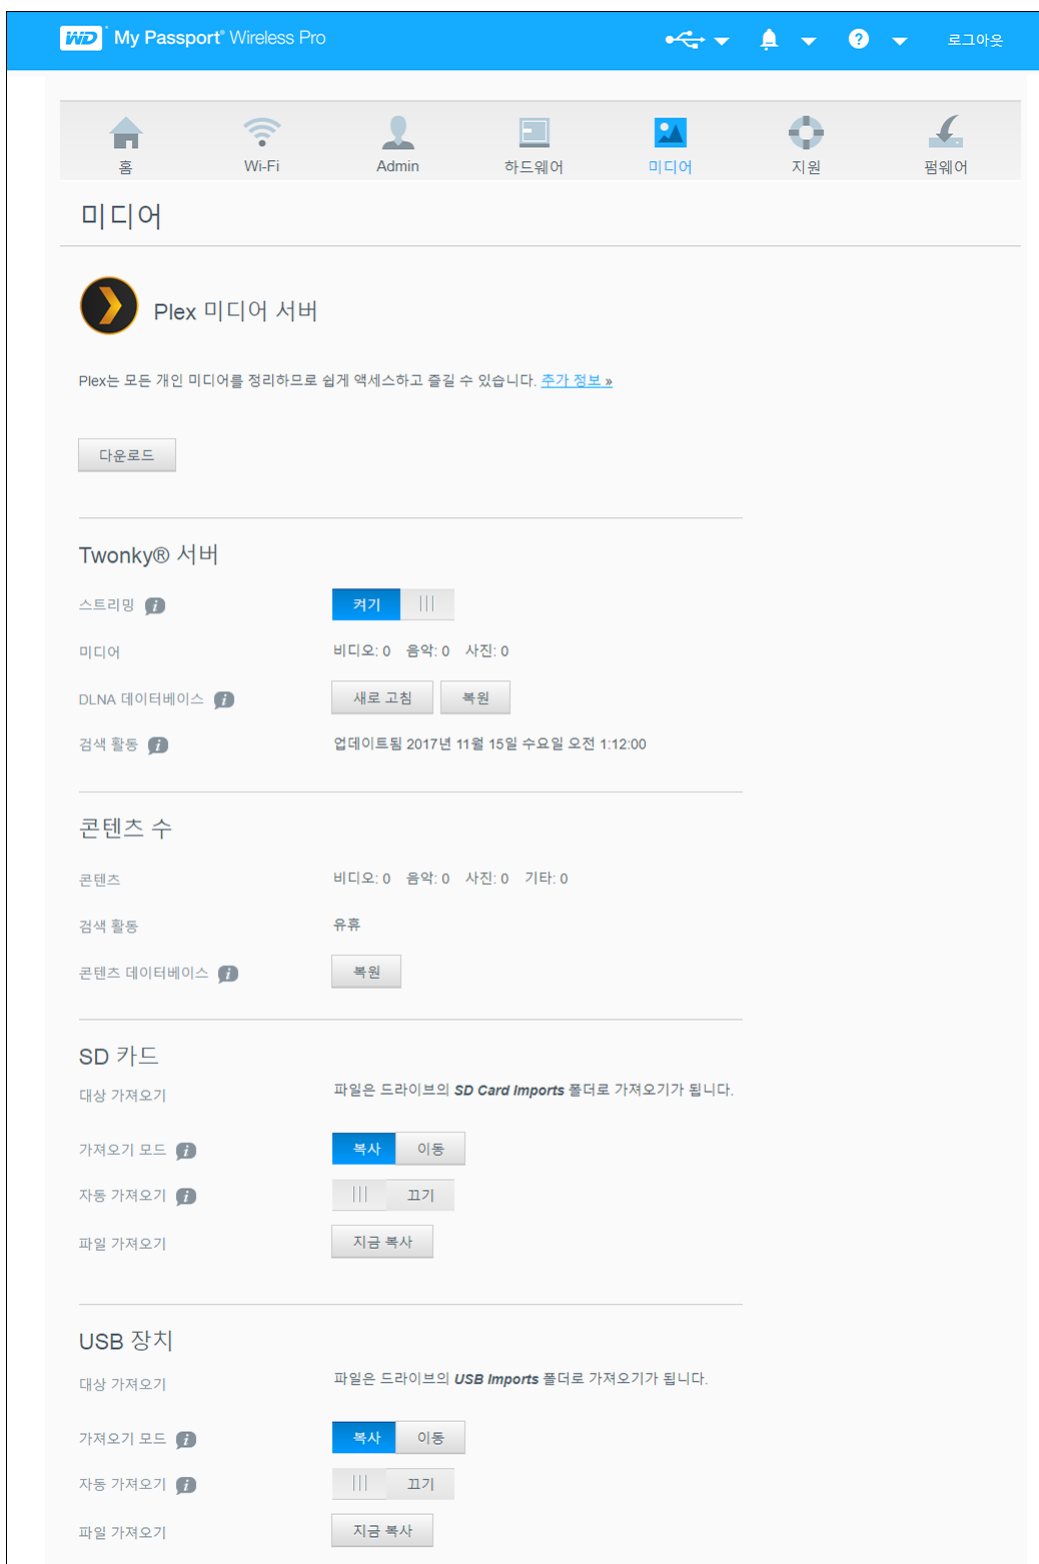 WD My Passport® Wireless Pro 로그아웃
홈 Wi-Fi Admin 하드웨어 미디어 지원 펌웨어
미디어
Plex 미디어 서버
Plex는 모든 개인 미디어를 정리하므로 쉽게 액세스하고 즐길 수 있습니다. 추가 정보 »
다운로드
Twonky® 서버
스트리밍 켜기
미디어 비디오: 0 음악: 0 사진: 0
DLNA 데이터베이스 새로 고침 복원
검색 활동 업데이트됨 2017년 11월 15일 수요일 오전 1:12:00
콘텐츠 수
콘텐츠 비디오: 0 음악: 0 사진: 0 기타: 0
검색 활동 유휴
콘텐츠 데이터베이스 복원
SD 카드
대상 가져오기 파일은 드라이브의 SD Card Imports 폴더로 가져오기가 됩니다.
가져오기 모드 복사 이동
자동 가져오기 끄기
파일 가져오기 지금 복사
USB 장치
대상 가져오기 파일은 드라이브의 USB Imports 폴더로 가져오기가 됩니다.
가져오기 모드 복사 이동
자동 가져오기 끄기
파일 가져오기 지금 복사